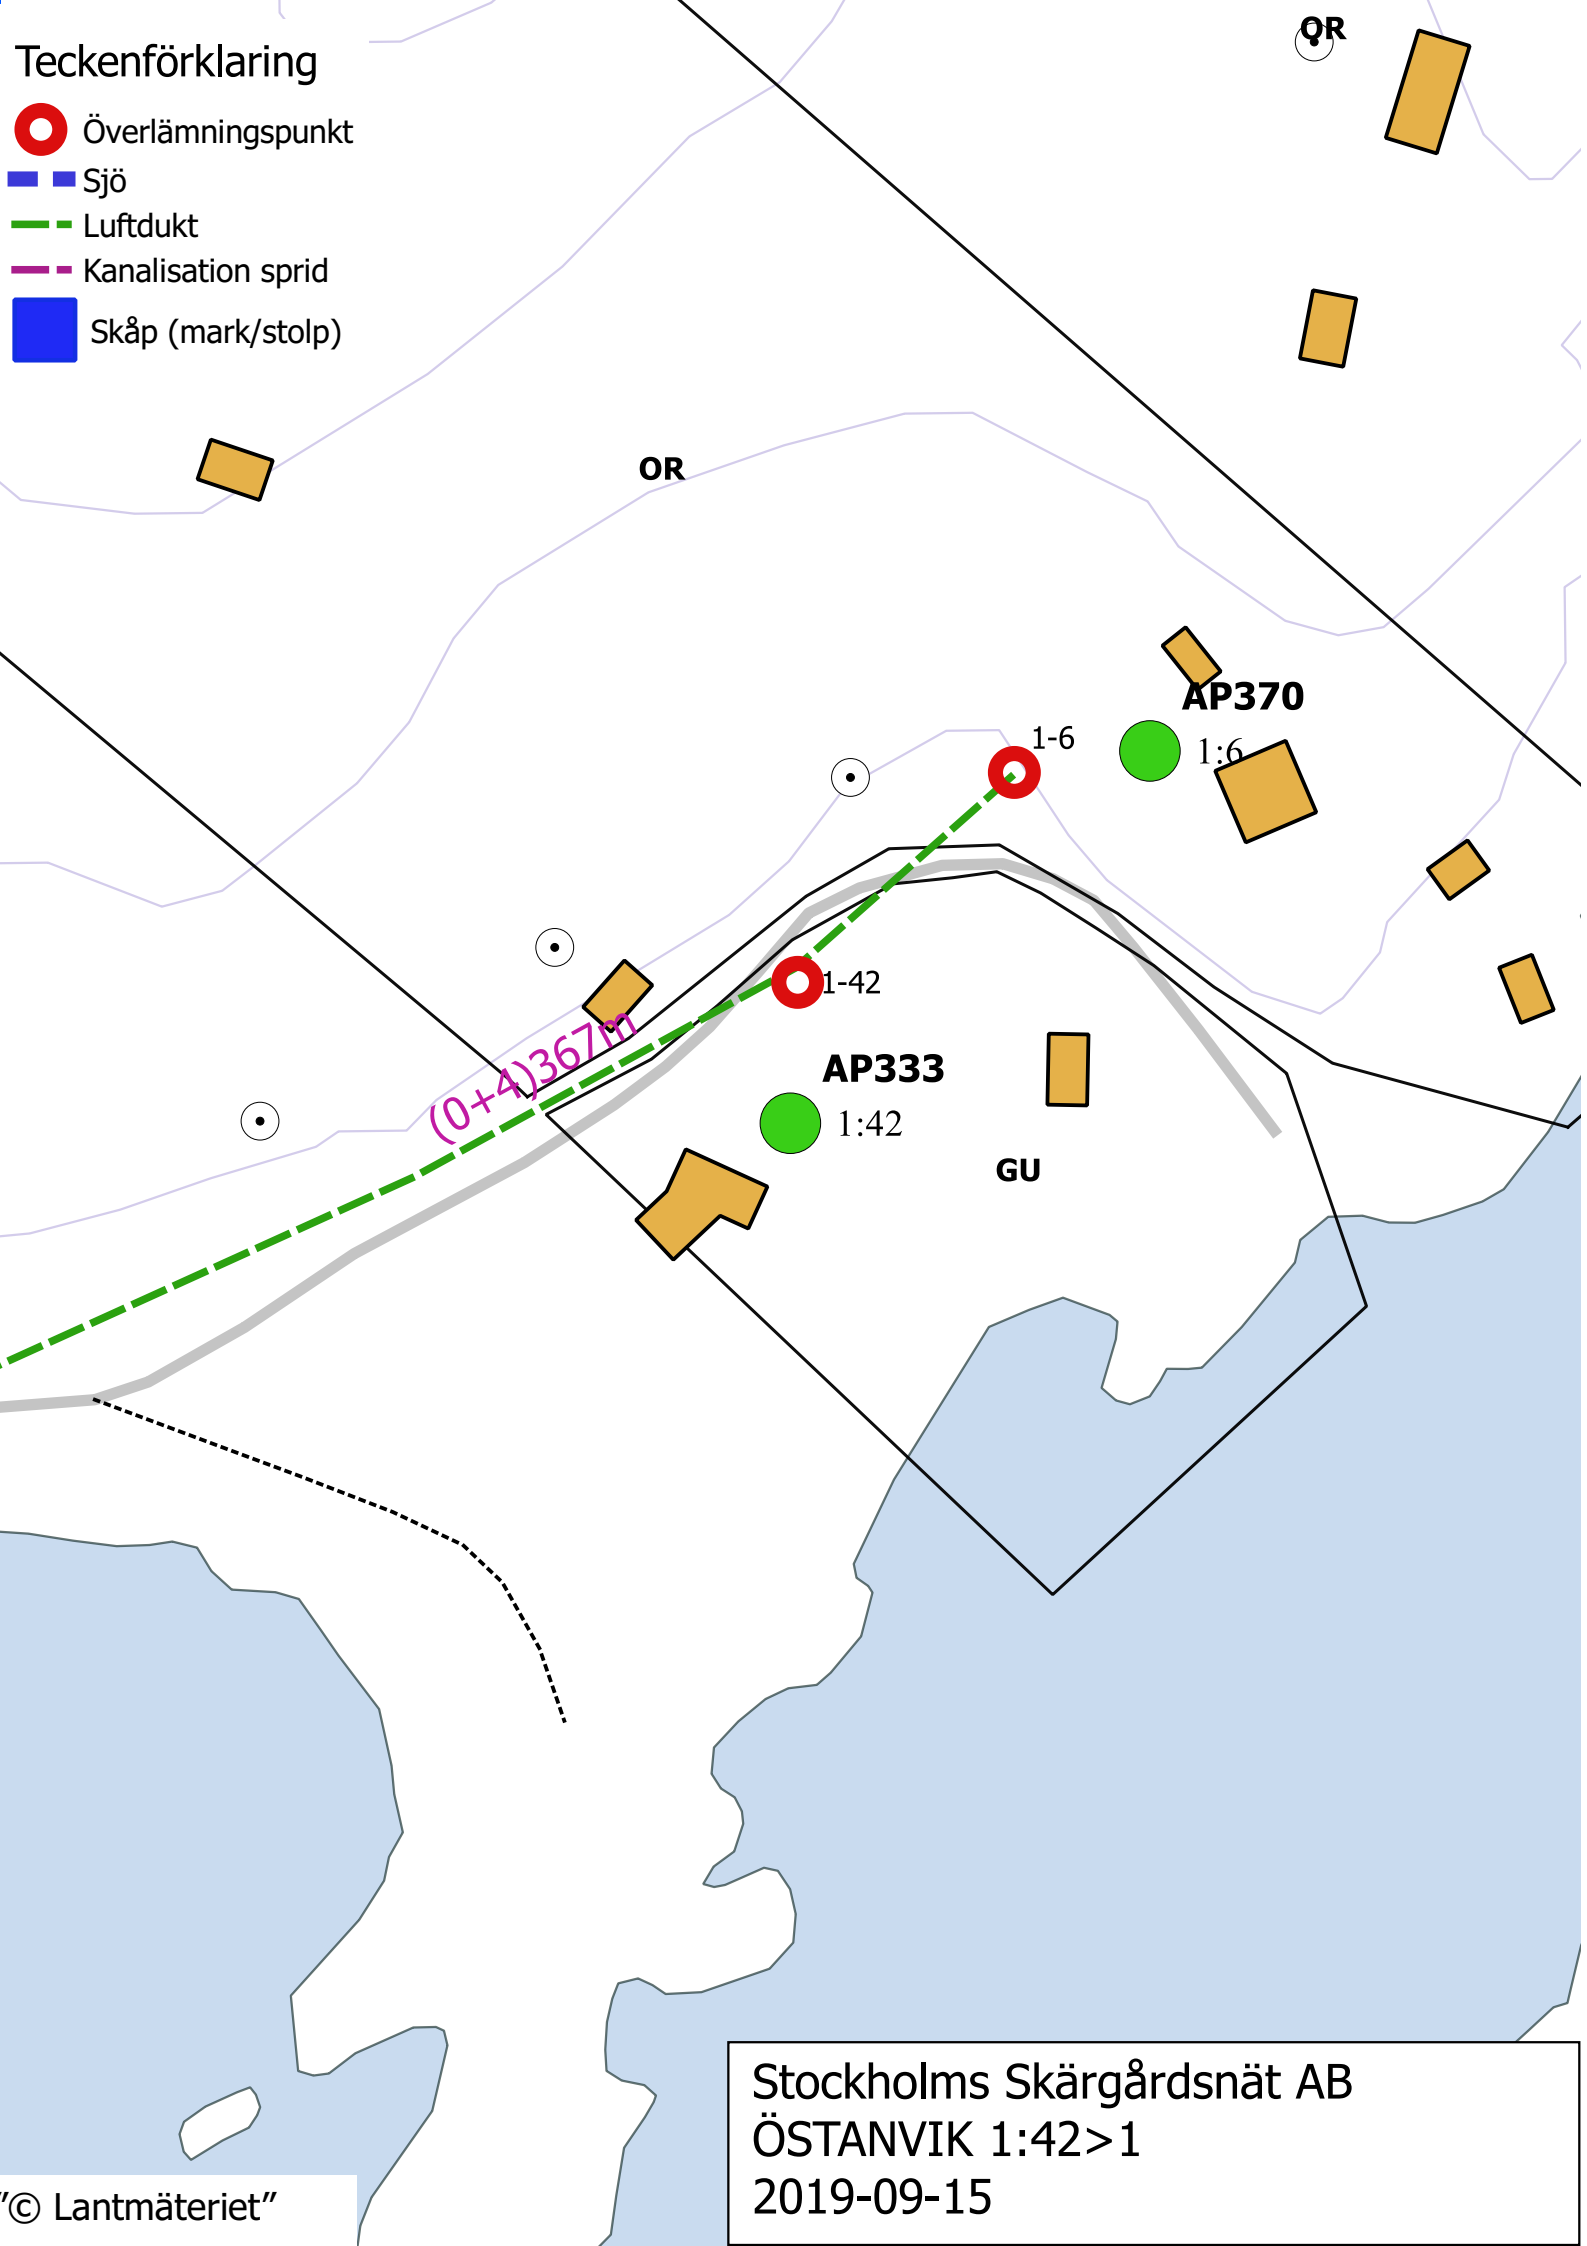 Teckenförklaring
Överlämningspunkt
Sjö
Luftdukt
Kanalisation sprid
Skåp (mark/stolp)
OR
OR
AP370
1-6
1:6
1-42
(0+4)367m
AP333
1:42
GU
Stockholms Skärgårdsnät AB
ÖSTANVIK 1:42>1
2019-09-15
"© Lantmäteriet"